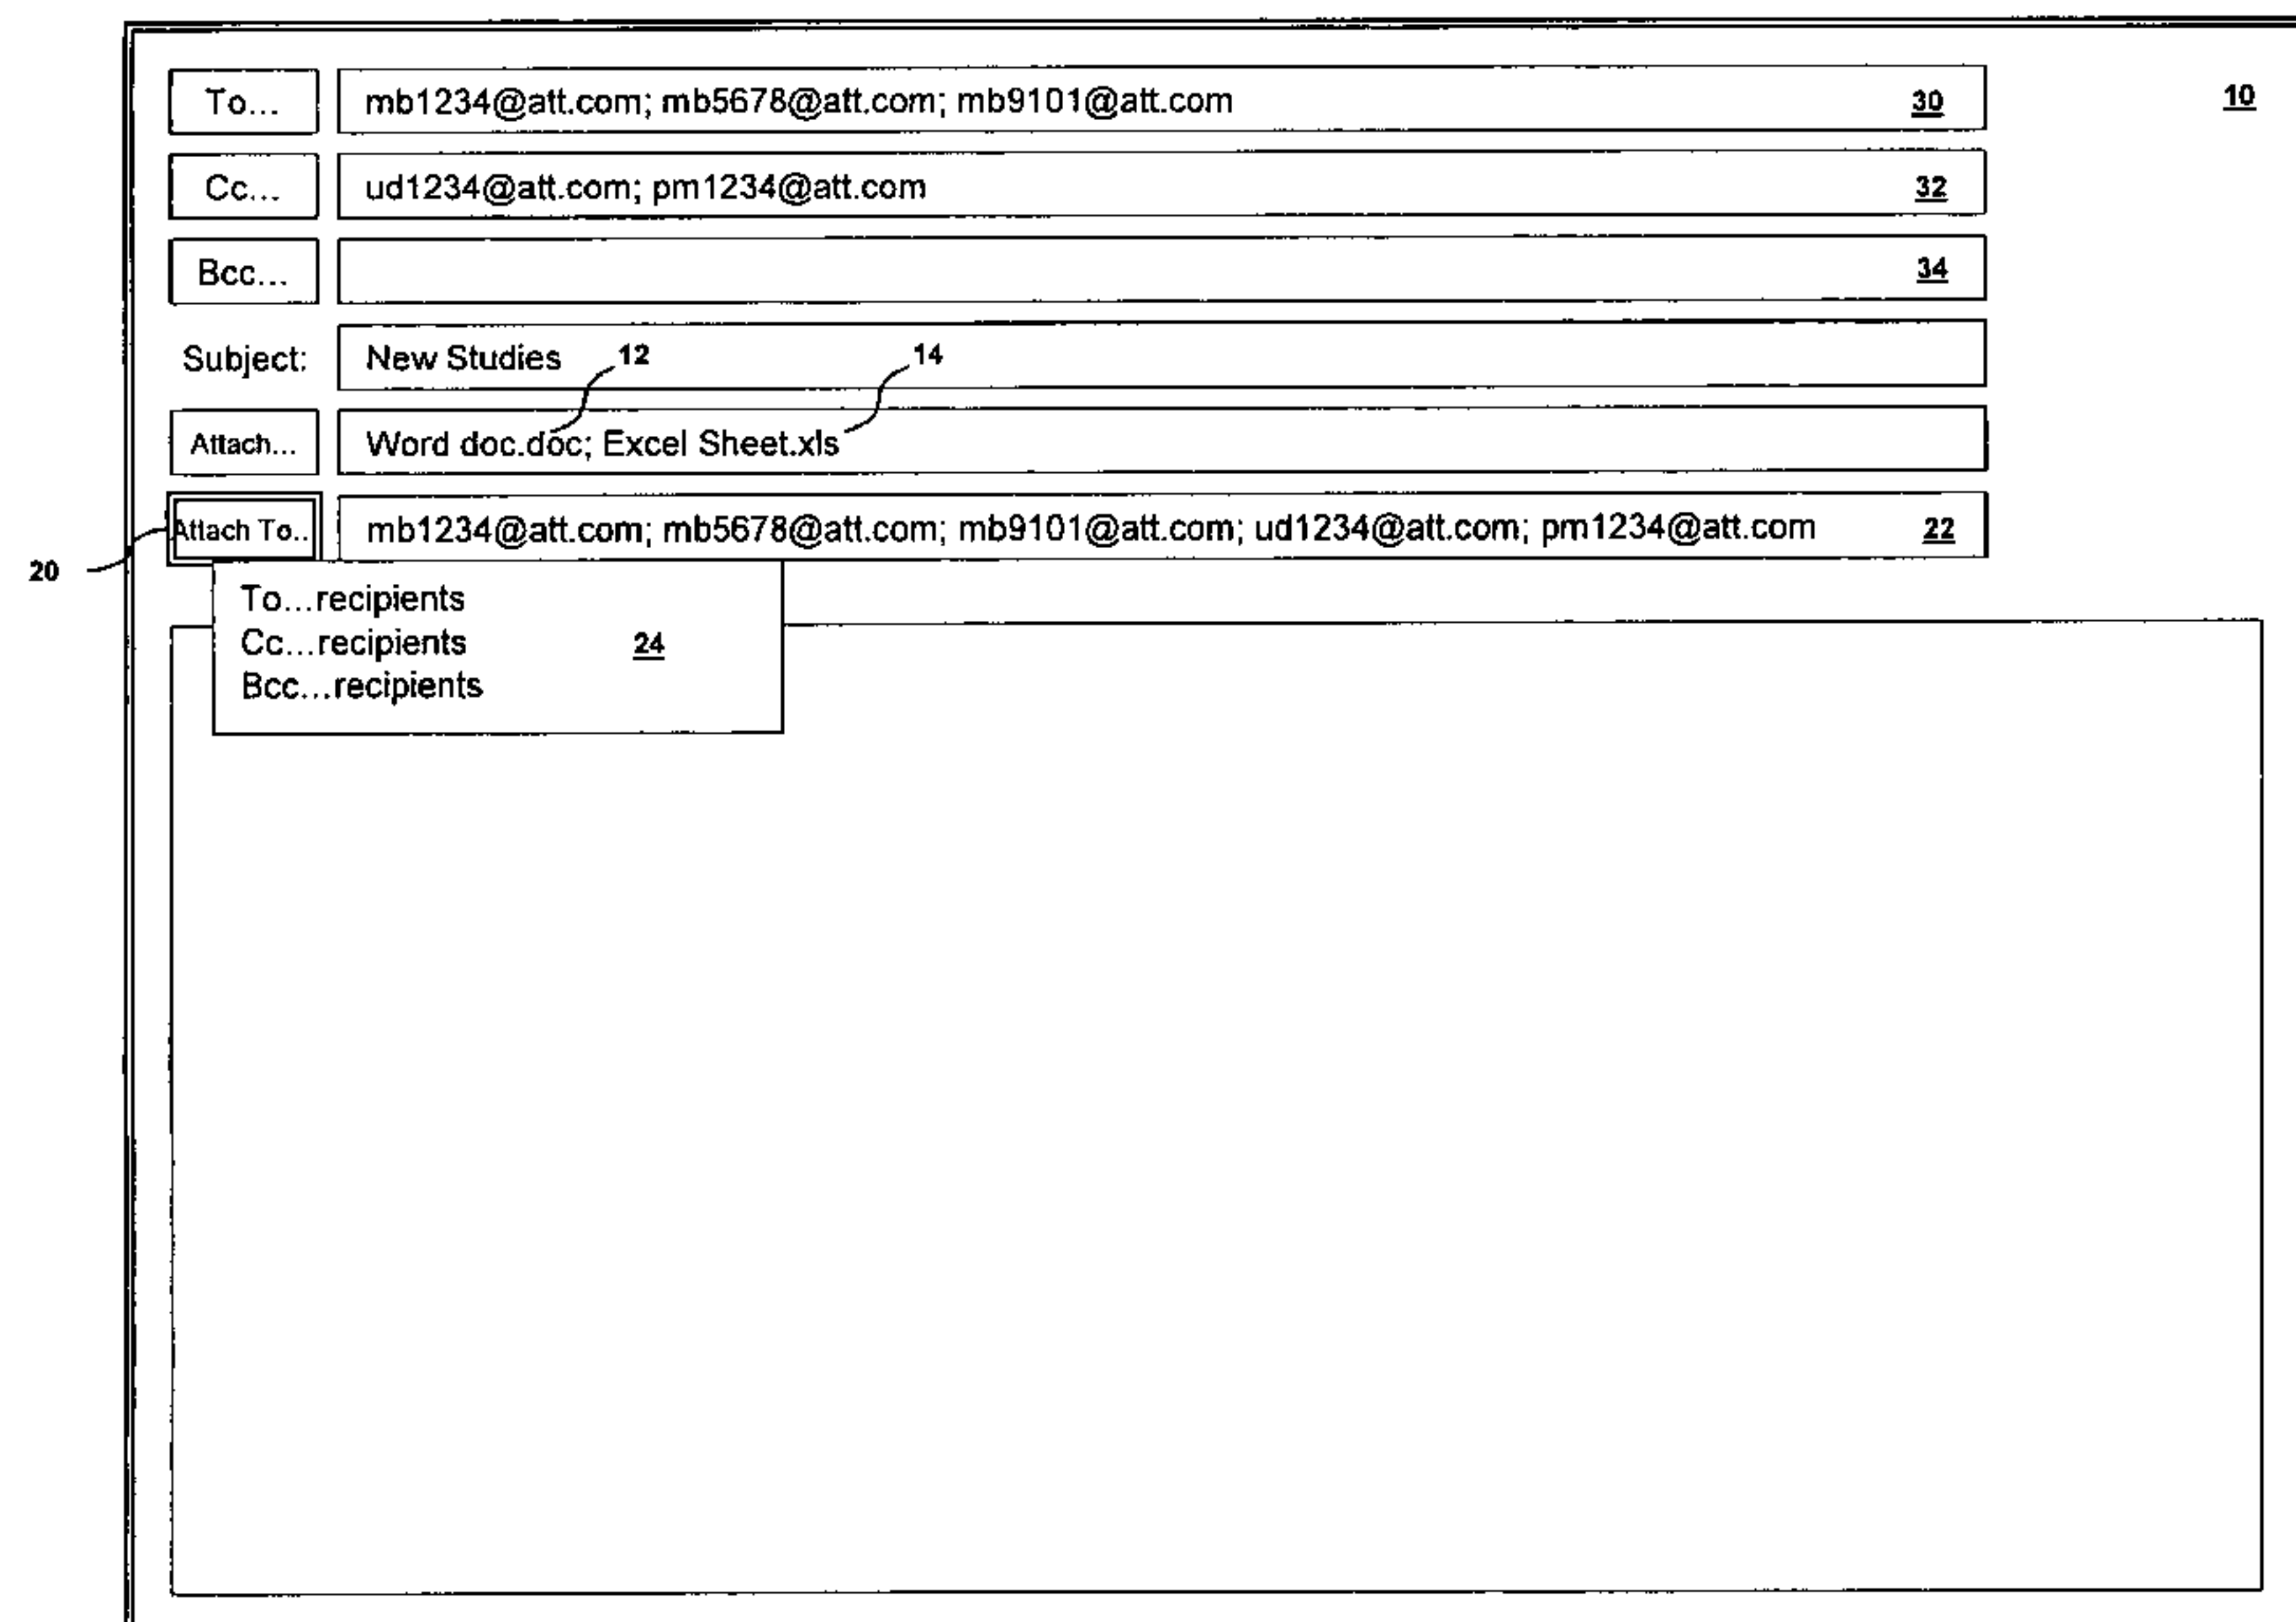 To... mb1234@att.com; mb5678@att.com; mb9101@att.com 30 10
Cc... ud1234@att.com; pm1234@att.com 32
Bcc... 34
Subject: New Studies 12 14
Attach... Word doc.doc; Excel Sheet.xls
Attach To.. mb1234@att.com; mb5678@att.com; mb9101@att.com; ud1234@att.com; pm1234@att.com 22
20
To...recipients
Cc...recipients 24
Bcc...recipients